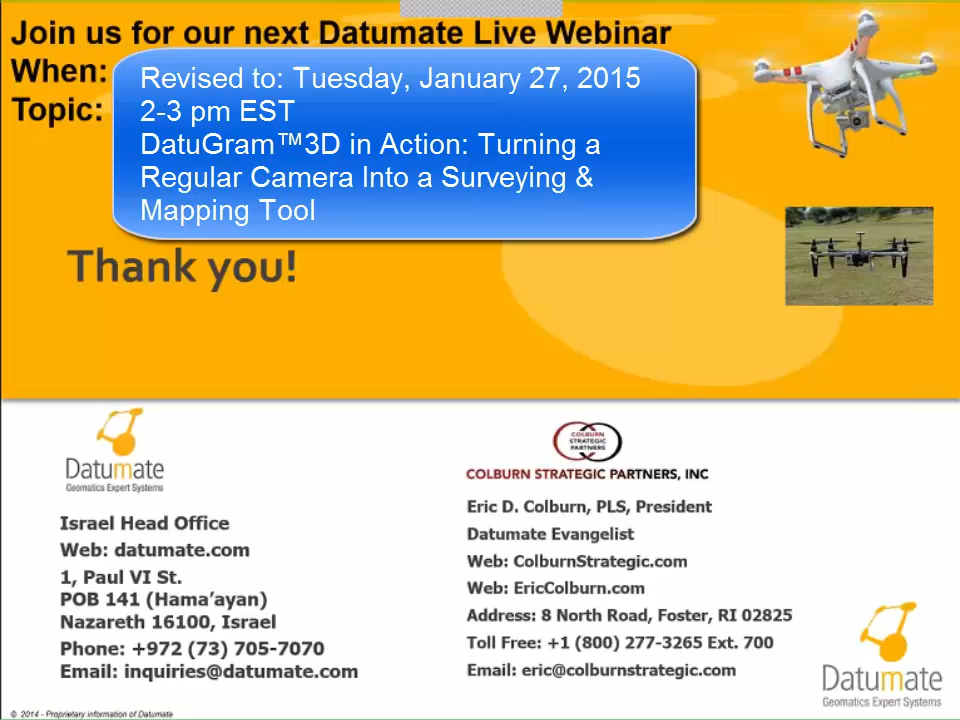 Join us for our next Datumate Live Webinar
When:
Topic:
Revised to: Tuesday, January 27, 2015
2-3 pm EST
DatuGram™3D in Action: Turning a
Regular Camera Into a Surveying &
Mapping Tool
Thank you!
Datumate
Geomatics Expert Systems
Israel Head Office
Web: datumate.com
1, Paul VI St.
POB 141 (Hama’ayan)
Nazareth 16100, Israel
Phone: +972 (73) 705-7070
Email: inquiries@datumate.com
COLBURN
STRATEGIC
PARTNERS
COLBURN STRATEGIC PARTNERS, INC
Eric D. Colburn, PLS, President
Datumate Evangelist
Web: ColburnStrategic.com
Web: EricColburn.com
Address: 8 North Road, Foster, RI 02825
Toll Free: +1 (800) 277-3265 Ext. 700
Email: eric@colburnstrategic.com
Datumate
Geomatics Expert Systems
© 2014 - Proprietary information of Datumate